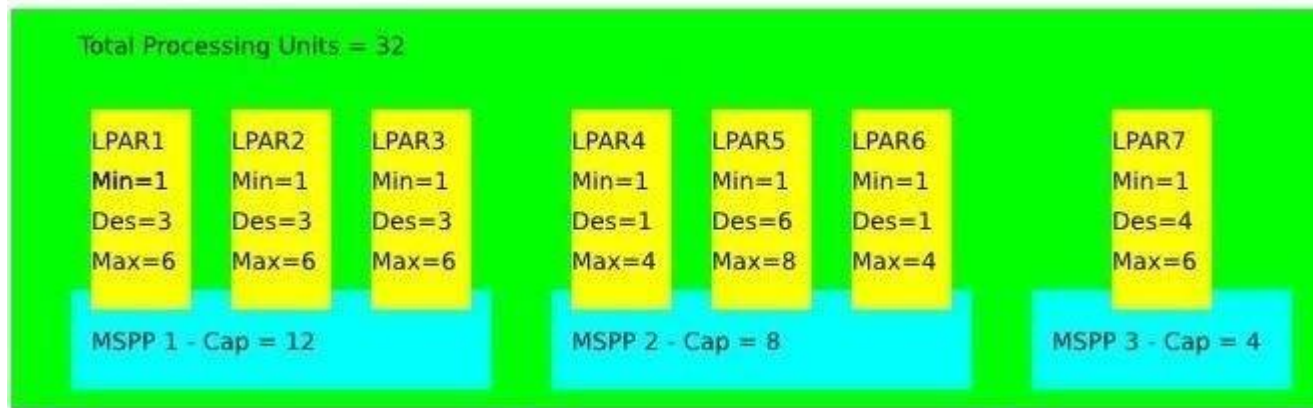 Total Processing Units = 32
LPAR1
Min=1
Des=3
Max=6
LPAR2
Min=1
Des=3
Max=6
LPAR3
Min=1
Des=3
Max=6
LPAR4
Min=1
Des=1
Max=4
LPAR5
Min=1
Des=6
Max=8
LPAR6
Min=1
Des=1
Max=4
LPAR7
Min=1
Des=4
Max=6
MSPP 1 - Cap = 12
MSPP 2 - Cap = 8
MSPP 3 - Cap = 4